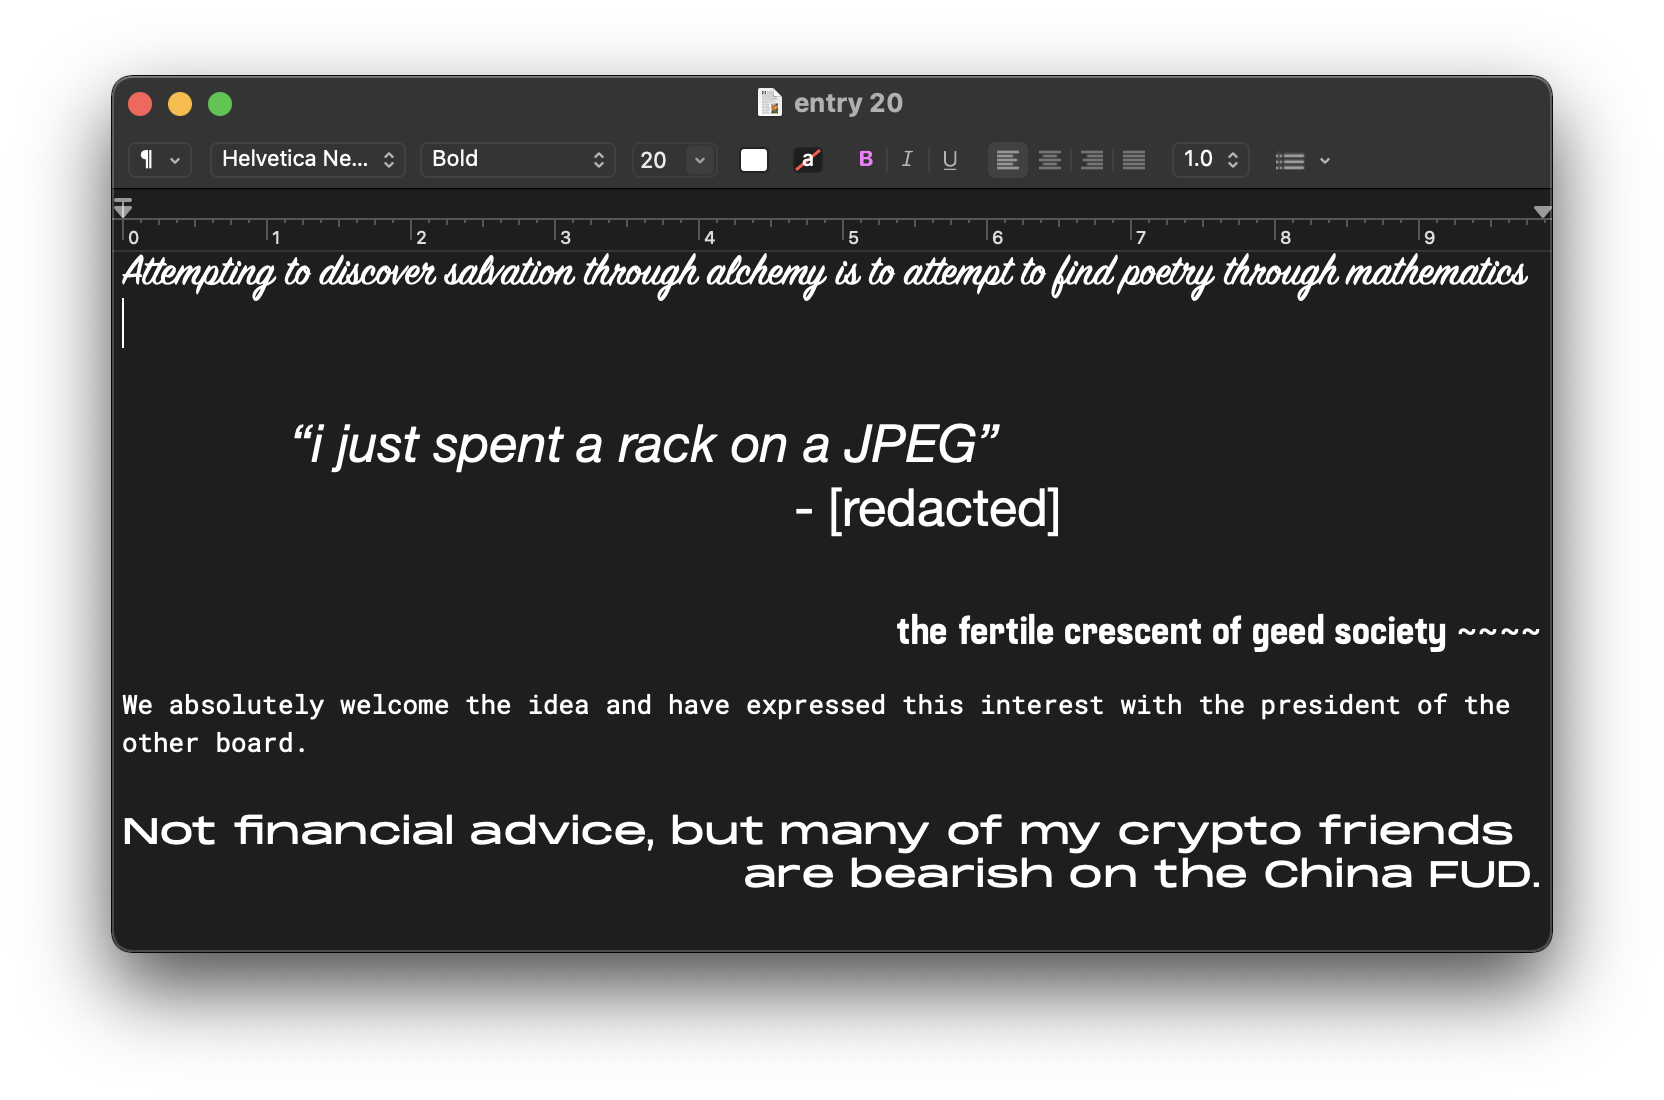 entry 20
¶ Helvetica Ne... Bold 20 a B I U 1.0
0 1 2 3 4 5 6 7 8 9
Attempting to discover salvation through alchemy is to attempt to find poetry through mathematics
“i just spent a rack on a JPEG”
- [redacted]
the fertile crescent of geed society ~~~~
We absolutely welcome the idea and have expressed this interest with the president of the
other board.
Not financial advice, but many of my crypto friends
are bearish on the China FUD.